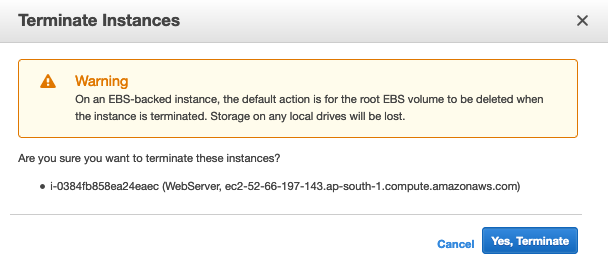 Terminate Instances
Warning
On an EBS-backed instance, the default action is for the root EBS volume to be deleted when
the instance is terminated. Storage on any local drives will be lost.
Are you sure you want to terminate these instances?
• i-0384fb858ea24eaec (WebServer, ec2-52-66-197-143.ap-south-1.compute.amazonaws.com)
Cancel Yes, Terminate